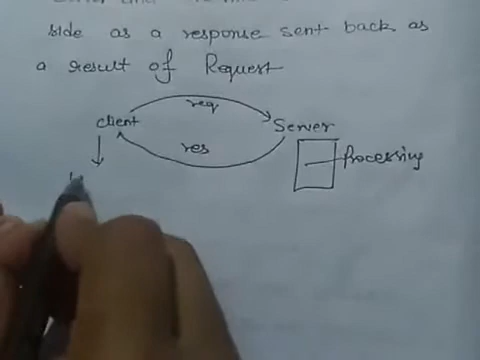 side as a response sent back as
a result of Request
req
client
Server
res
Processing